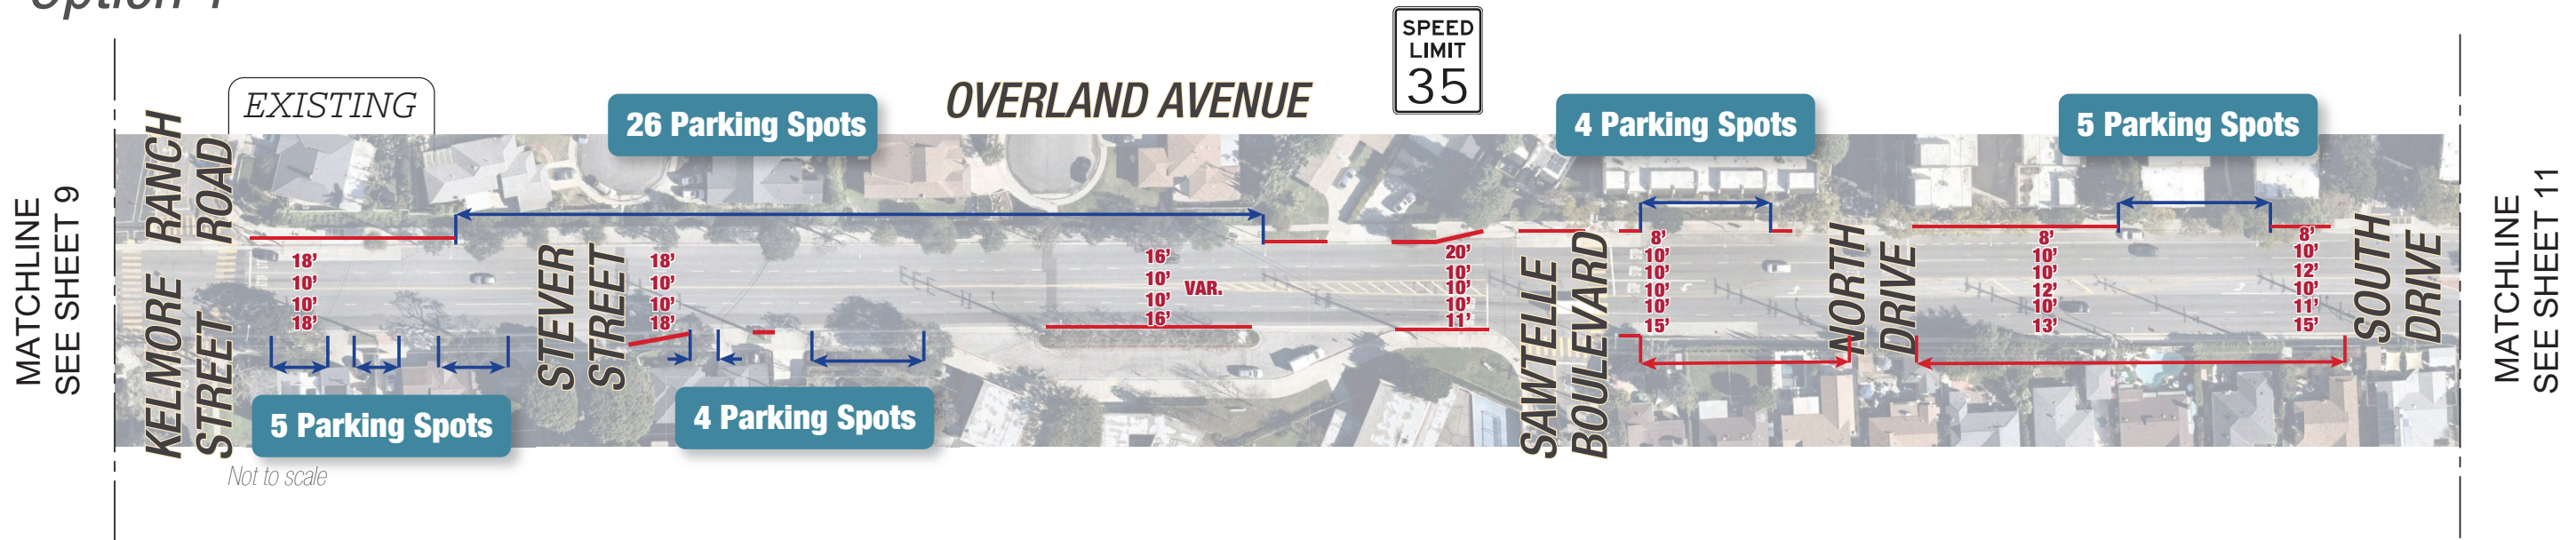 Option 1
SPEED
LIMIT
35
EXISTING
OVERLAND AVENUE
26 Parking Spots
4 Parking Spots
5 Parking Spots
MATCHLINE
SEE SHEET 9
RANCH
ROAD
KELMORE
STREET
18’
10’
10’
18’
STEVER
STREET
18’
10’
10’
18’
16’
10’
VAR.
10’
16’
20’
10’
10’
10’
11’
SAWTELLE
BOULEVARD
8’
10’
10’
10’
10’
15’
NORTH
DRIVE
8’
10’
10’
12’
10’
13’
8’
10’
12’
10’
11’
15’
SOUTH
DRIVE
MATCHLINE
SEE SHEET 11
5 Parking Spots
4 Parking Spots
Not to scale